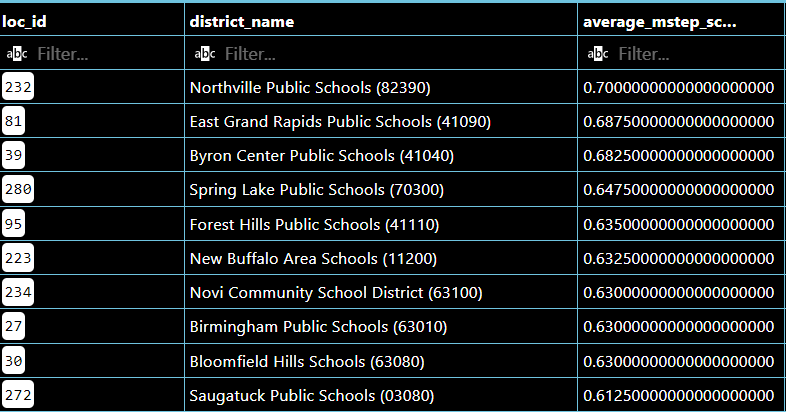 loc_id district_name average_mstep_sc...
abc Filter... abc Filter... abc Filter...
232 Northville Public Schools (82390) 0.70000000000000000000
81 East Grand Rapids Public Schools (41090) 0.68750000000000000000
39 Byron Center Public Schools (41040) 0.68250000000000000000
280 Spring Lake Public Schools (70300) 0.64750000000000000000
95 Forest Hills Public Schools (41110) 0.63500000000000000000
223 New Buffalo Area Schools (11200) 0.63250000000000000000
234 Novi Community School District (63100) 0.63000000000000000000
27 Birmingham Public Schools (63010) 0.63000000000000000000
30 Bloomfield Hills Schools (63080) 0.63000000000000000000
272 Saugatuck Public Schools (03080) 0.61250000000000000000